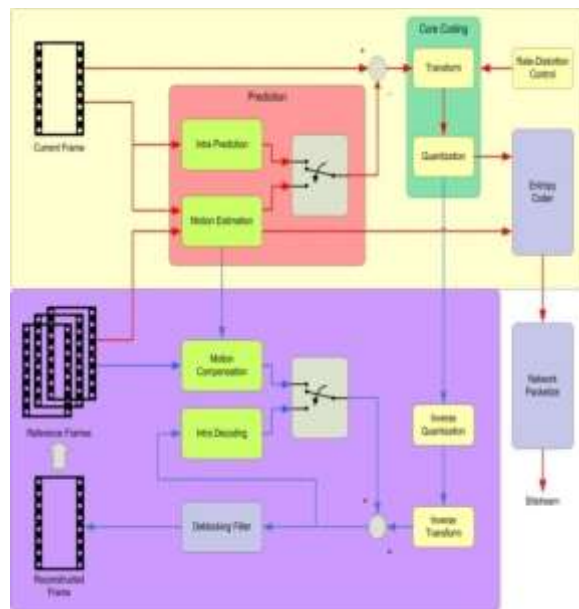 Core Coding
Transform
Rate-Distortion
Control
Prediction
Current Frame
Intra Prediction
Quantization
Entropy
Coder
Motion Estimation
Motion
Compensation
Network
Packetize
Reference Frames
Intra Decoding
Inverse
Quantization
Bitstream
Deblocking Filter
Inverse
Transform
Reconstructed
Frame